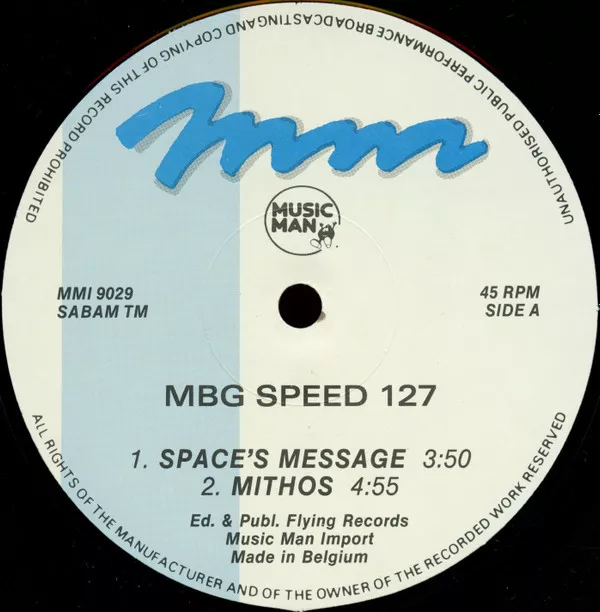 UNAUTHORISED PUBLIC PERFORMANCE BROADCASTING AND COPYING OF THIS RECORD PROHIBITED
MUSIC
MAN
MMI 9029
SABAM TM
45 RPM
SIDE A
MBG SPEED 127
1. SPACE'S MESSAGE 3:50
2. MITHOS 4:55
Ed. & Publ. Flying Records
Music Man Import
Made in Belgium
ALL RIGHTS OF THE MANUFACTURER AND OF THE OWNER OF THE RECORDED WORK RESERVED